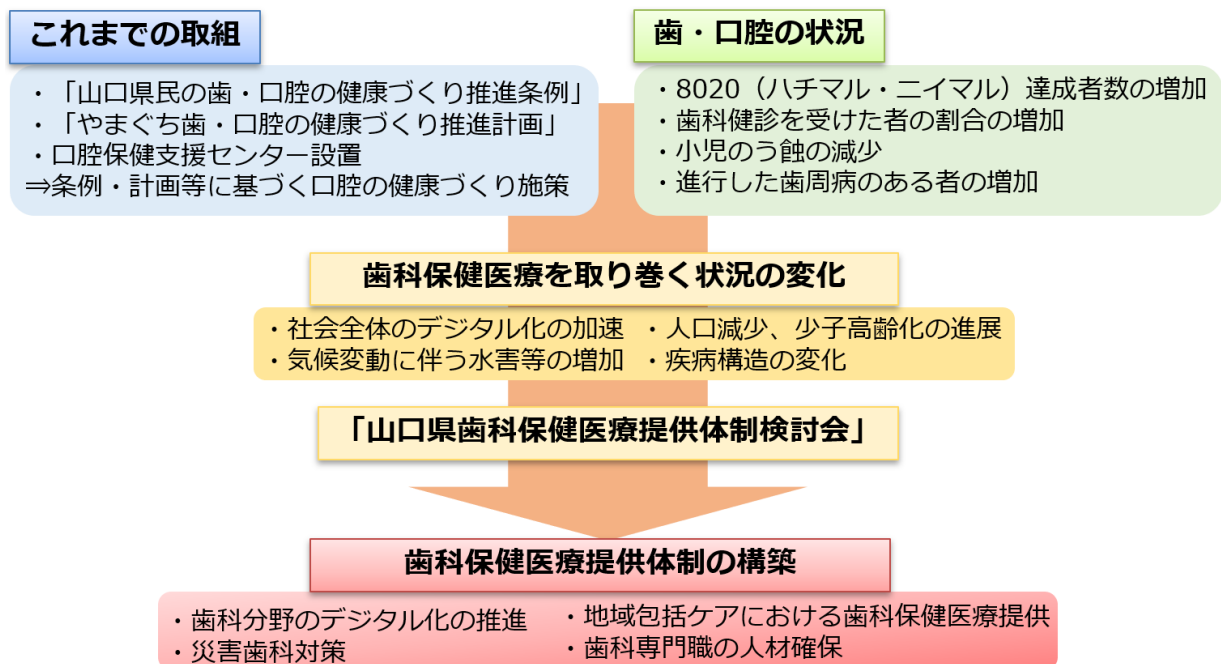 これまでの取組
・「山口県民の歯・口腔の健康づくり推進条例」
・「やまぐち歯・口腔の健康づくり推進計画」
・口腔保健支援センター設置
⇒条例・計画等に基づく口腔の健康づくり施策
歯・口腔の状況
・8020（ハチマル・ニイマル）達成者数の増加
・歯科健診を受けた者の割合の増加
・小児のう蝕の減少
・進行した歯周病のある者の増加
歯科保健医療を取り巻く状況の変化
・社会全体のデジタル化の加速 ・人口減少、少子高齢化の進展
・気候変動に伴う水害等の増加 ・疾病構造の変化
「山口県歯科保健医療提供体制検討会」
歯科保健医療提供体制の構築
・歯科分野のデジタル化の推進 ・地域包括ケアにおける歯科保健医療提供
・災害歯科対策 ・歯科専門職の人材確保